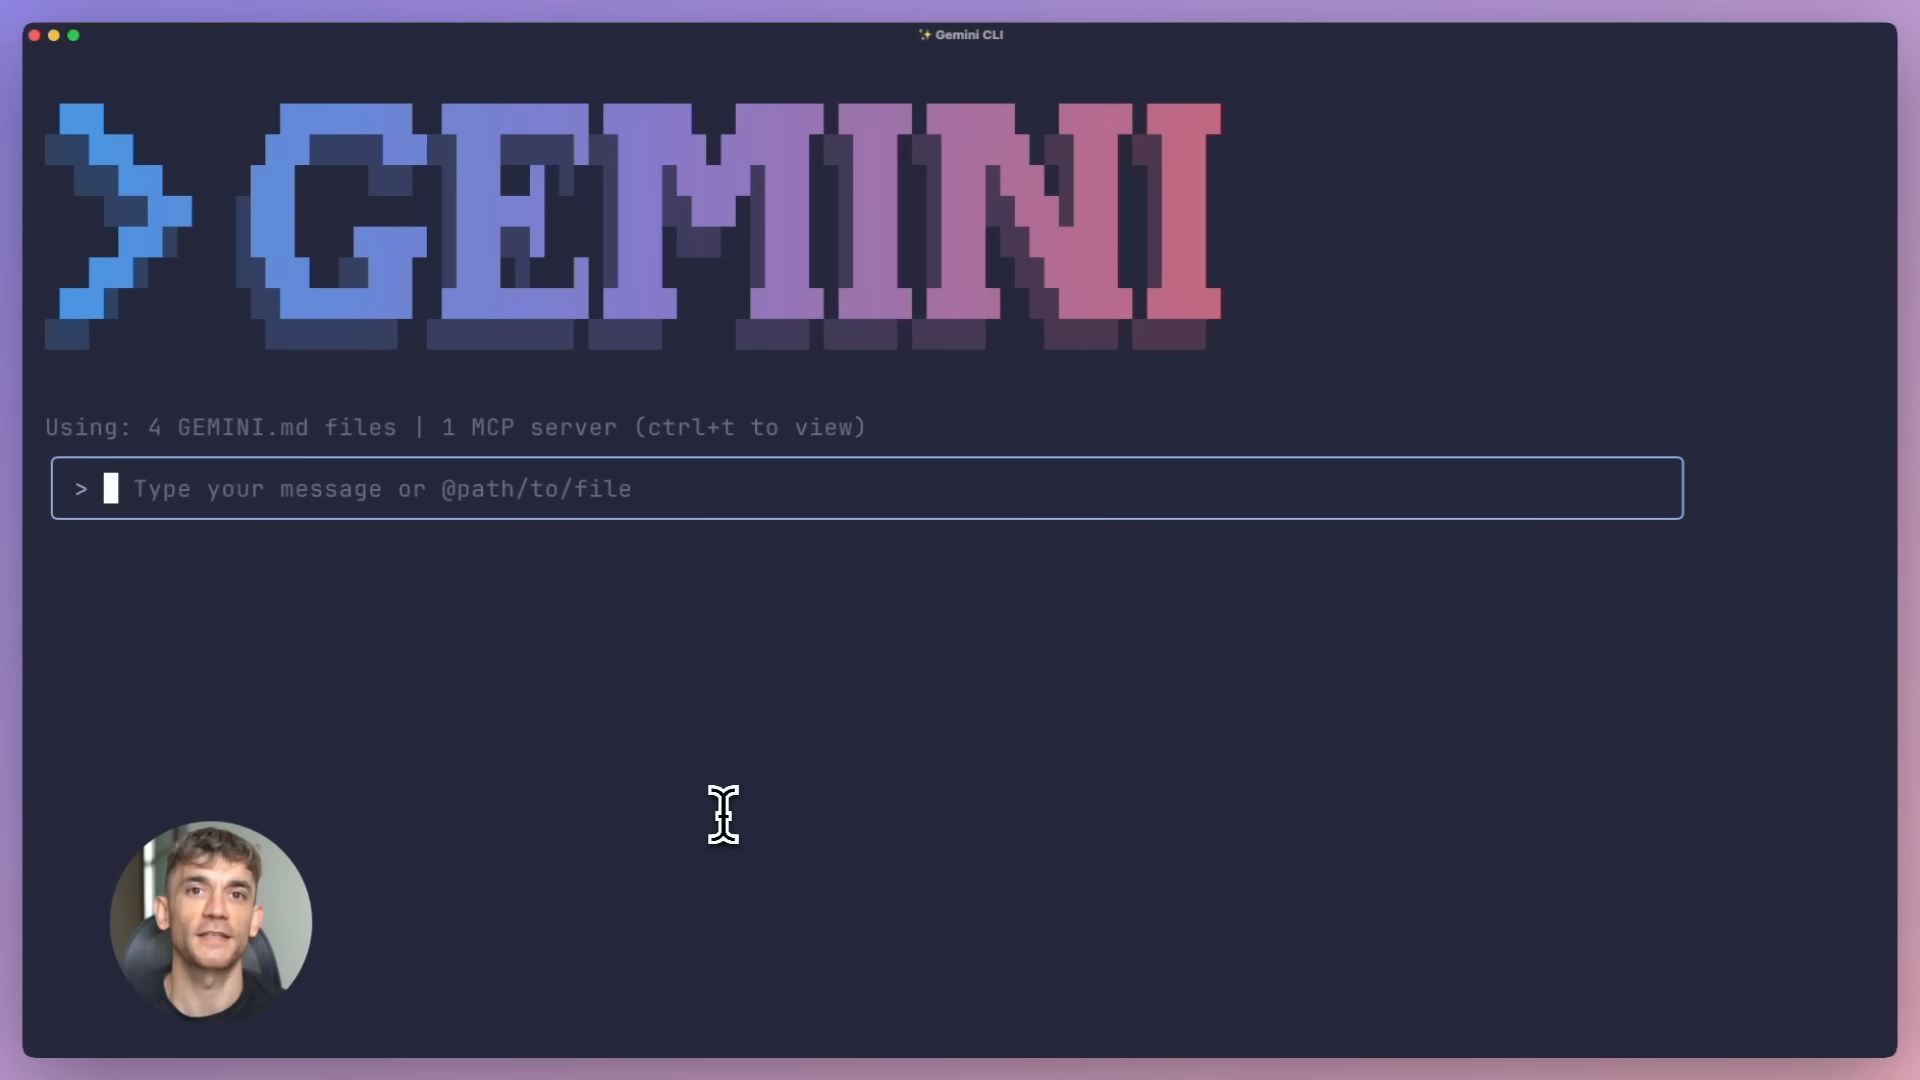 ✨ Gemini CLI
> GEMINI
Using: 4 GEMINI.md files | 1 MCP server (ctrl+t to view)
> Type your message or @path/to/file